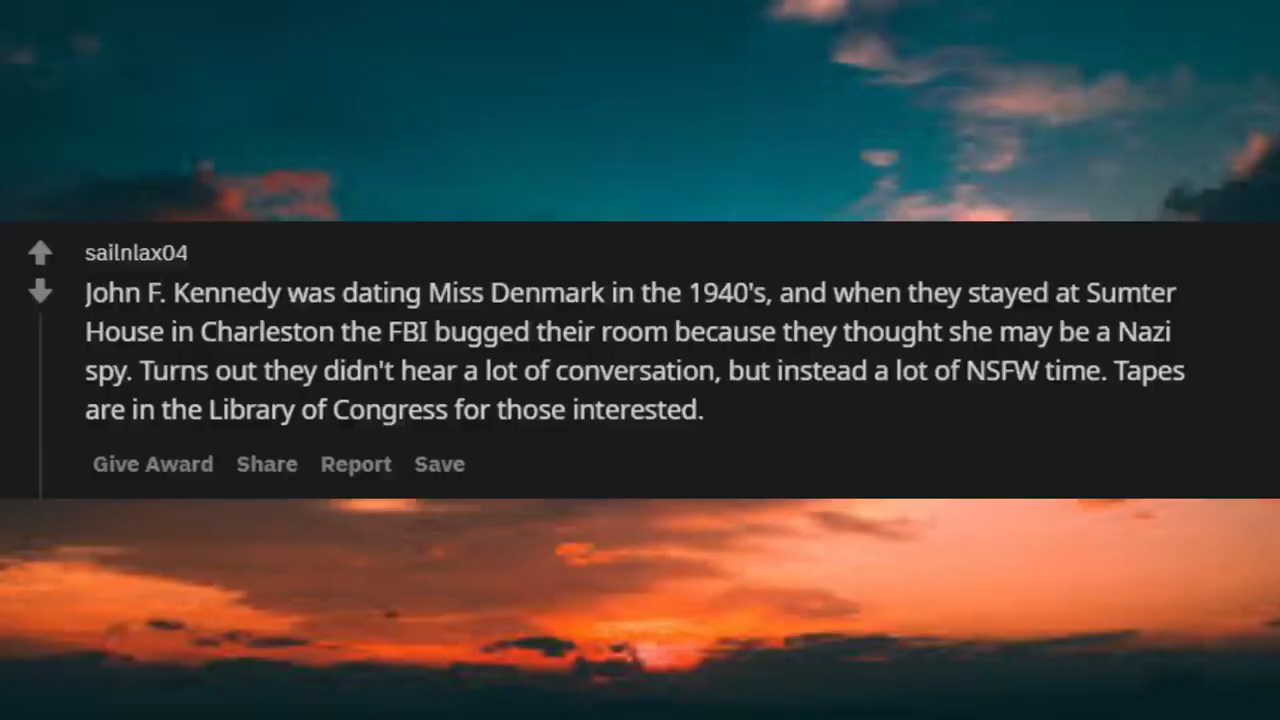 sailnlax04
John F. Kennedy was dating Miss Denmark in the 1940's, and when they stayed at Sumter
House in Charleston the FBI bugged their room because they thought she may be a Nazi
spy. Turns out they didn't hear a lot of conversation, but instead a lot of NSFW time. Tapes
are in the Library of Congress for those interested.
Give Award Share Report Save